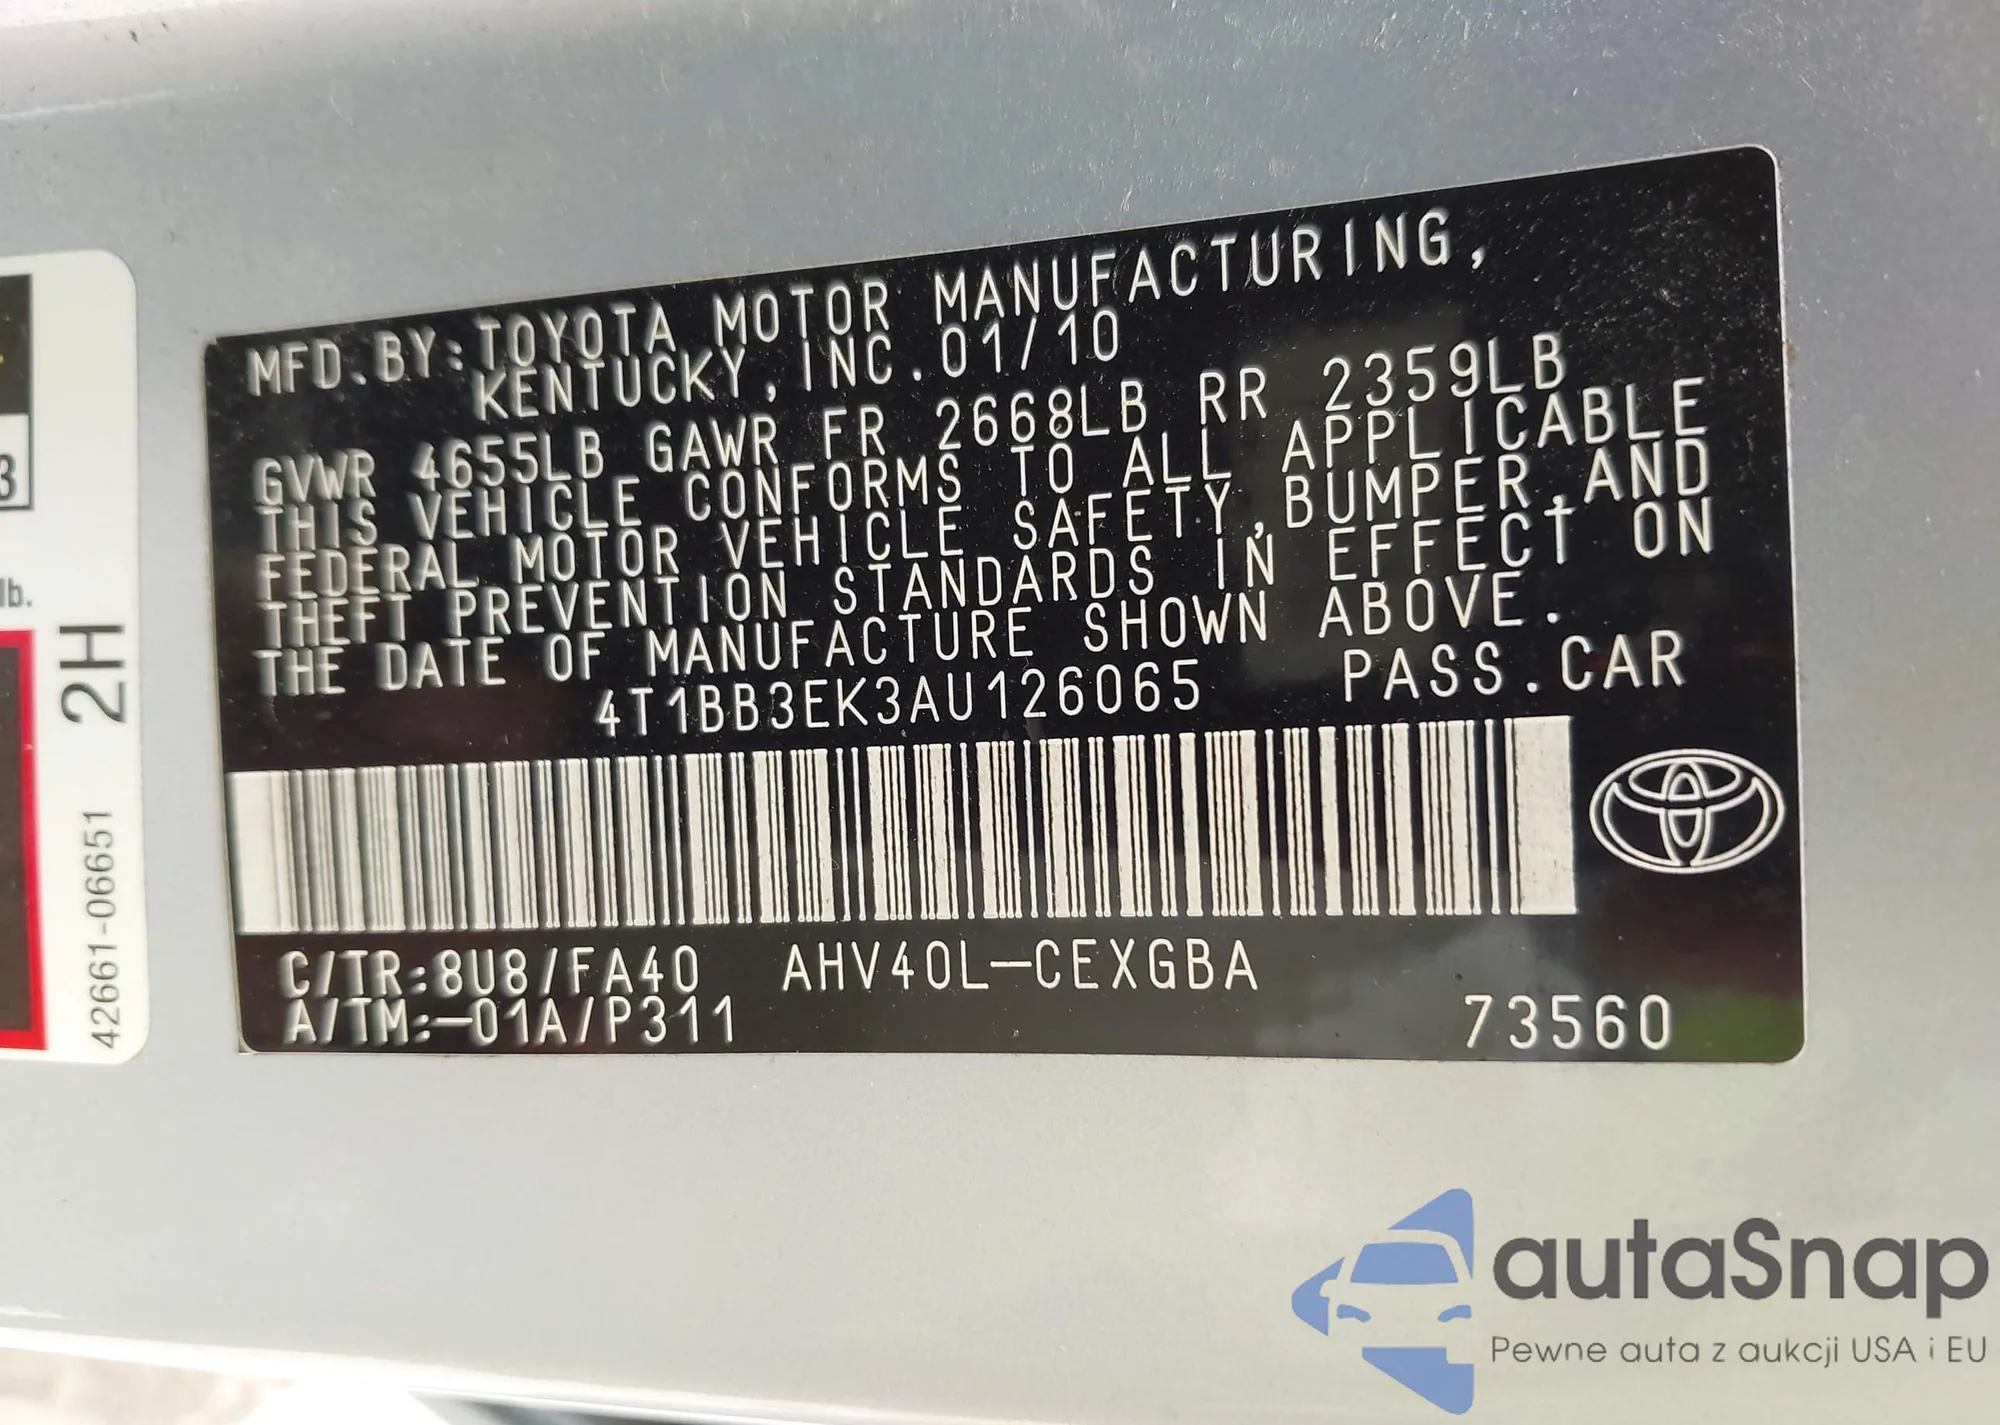 MFD.BY:TOYOTA MOTOR MANUFACTURING,
KENTUCKY, INC. 01/10
GVWR 4655LB GAWR FR 2668LB RR 2359LB
THIS VEHICLE CONFORMS TO ALL APPLICABLE
FEDERAL MOTOR VEHICLE SAFETY,BUMPER,AND
THEFT PREVENTION STANDARDS IN EFFECT ON
THE DATE OF MANUFACTURE SHOWN ABOVE.
4T1BB3EK3AU126065 PASS.CAR
C/TR:8U8/FA40 AHV40L-CEXGBA
A/TM:-01A/P311 73560
3
lb.
2H
42661-06651
autaSnap
Pewne auta z aukcji USA i EU